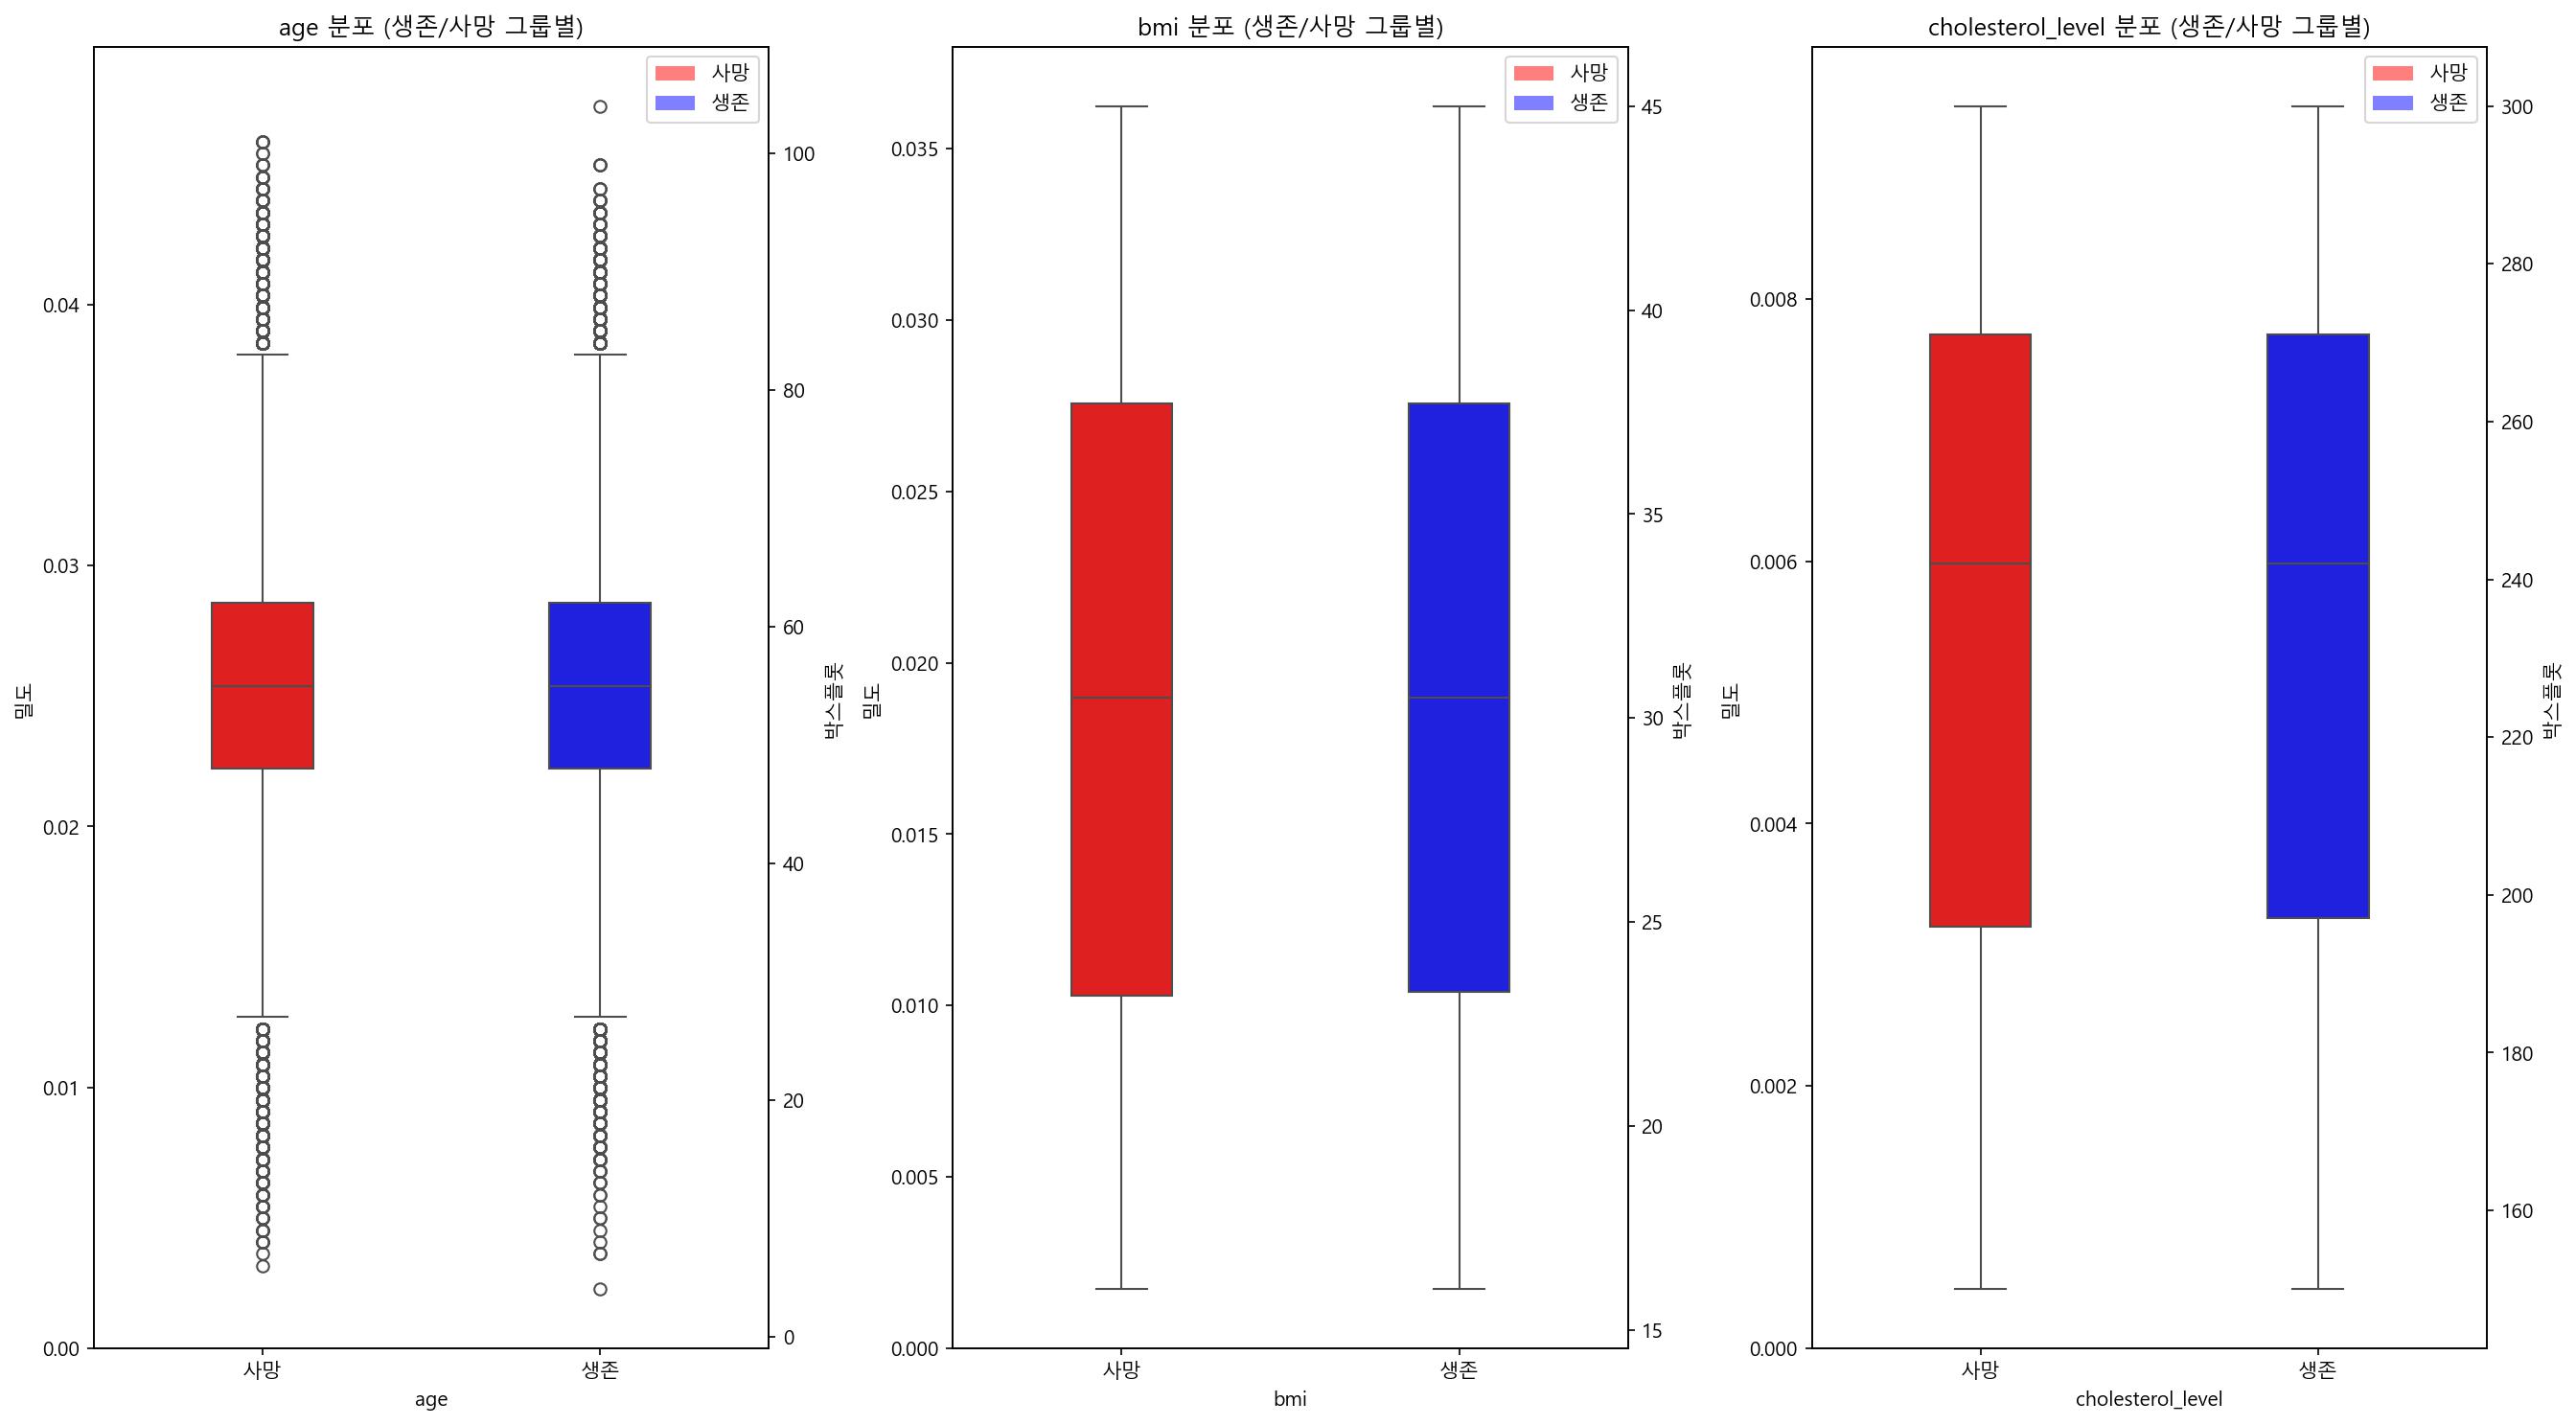 age 분포 (생존/사망 그룹별)
사망
생존
0.04
0.03
0.02
0.01
0.00
밀도
100
80
60
40
20
0
박스플롯
사망
생존
age
bmi 분포 (생존/사망 그룹별)
사망
생존
0.035
0.030
0.025
0.020
0.015
0.010
0.005
0.000
밀도
45
40
35
30
25
20
15
박스플롯
사망
생존
bmi
cholesterol_level 분포 (생존/사망 그룹별)
사망
생존
0.008
0.006
0.004
0.002
0.000
밀도
300
280
260
240
220
200
180
160
박스플롯
사망
생존
cholesterol_level